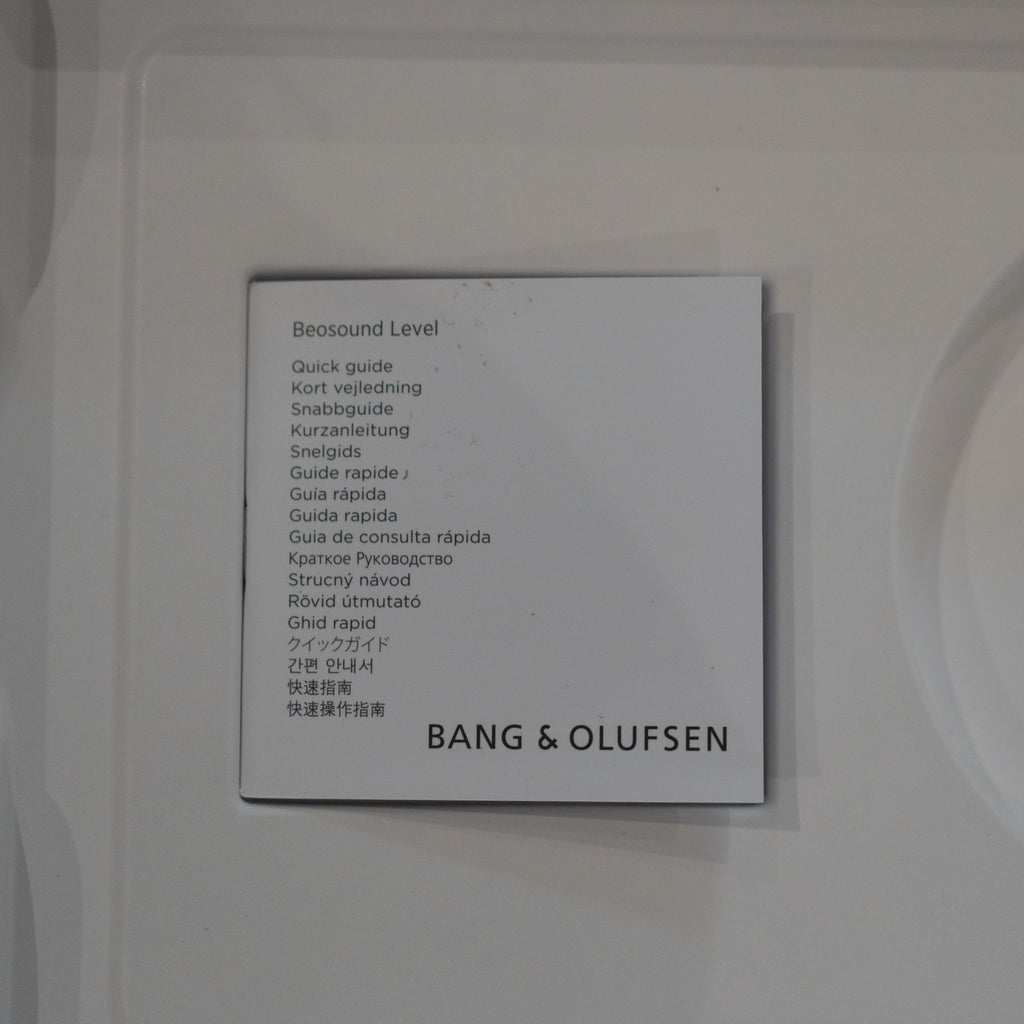 Beosound Level
Quick guide
Kort vejledning
Snabbguide
Kurzanleitung
Snelgids
Guide rapide
Guía rápida
Guida rapida
Guia de consulta rápida
Краткое Руководство
Strucný návod
Rövid útmutató
Ghid rapid
クイックガイド
간편 안내서
快速指南
快速操作指南
BANG & OLUFSEN